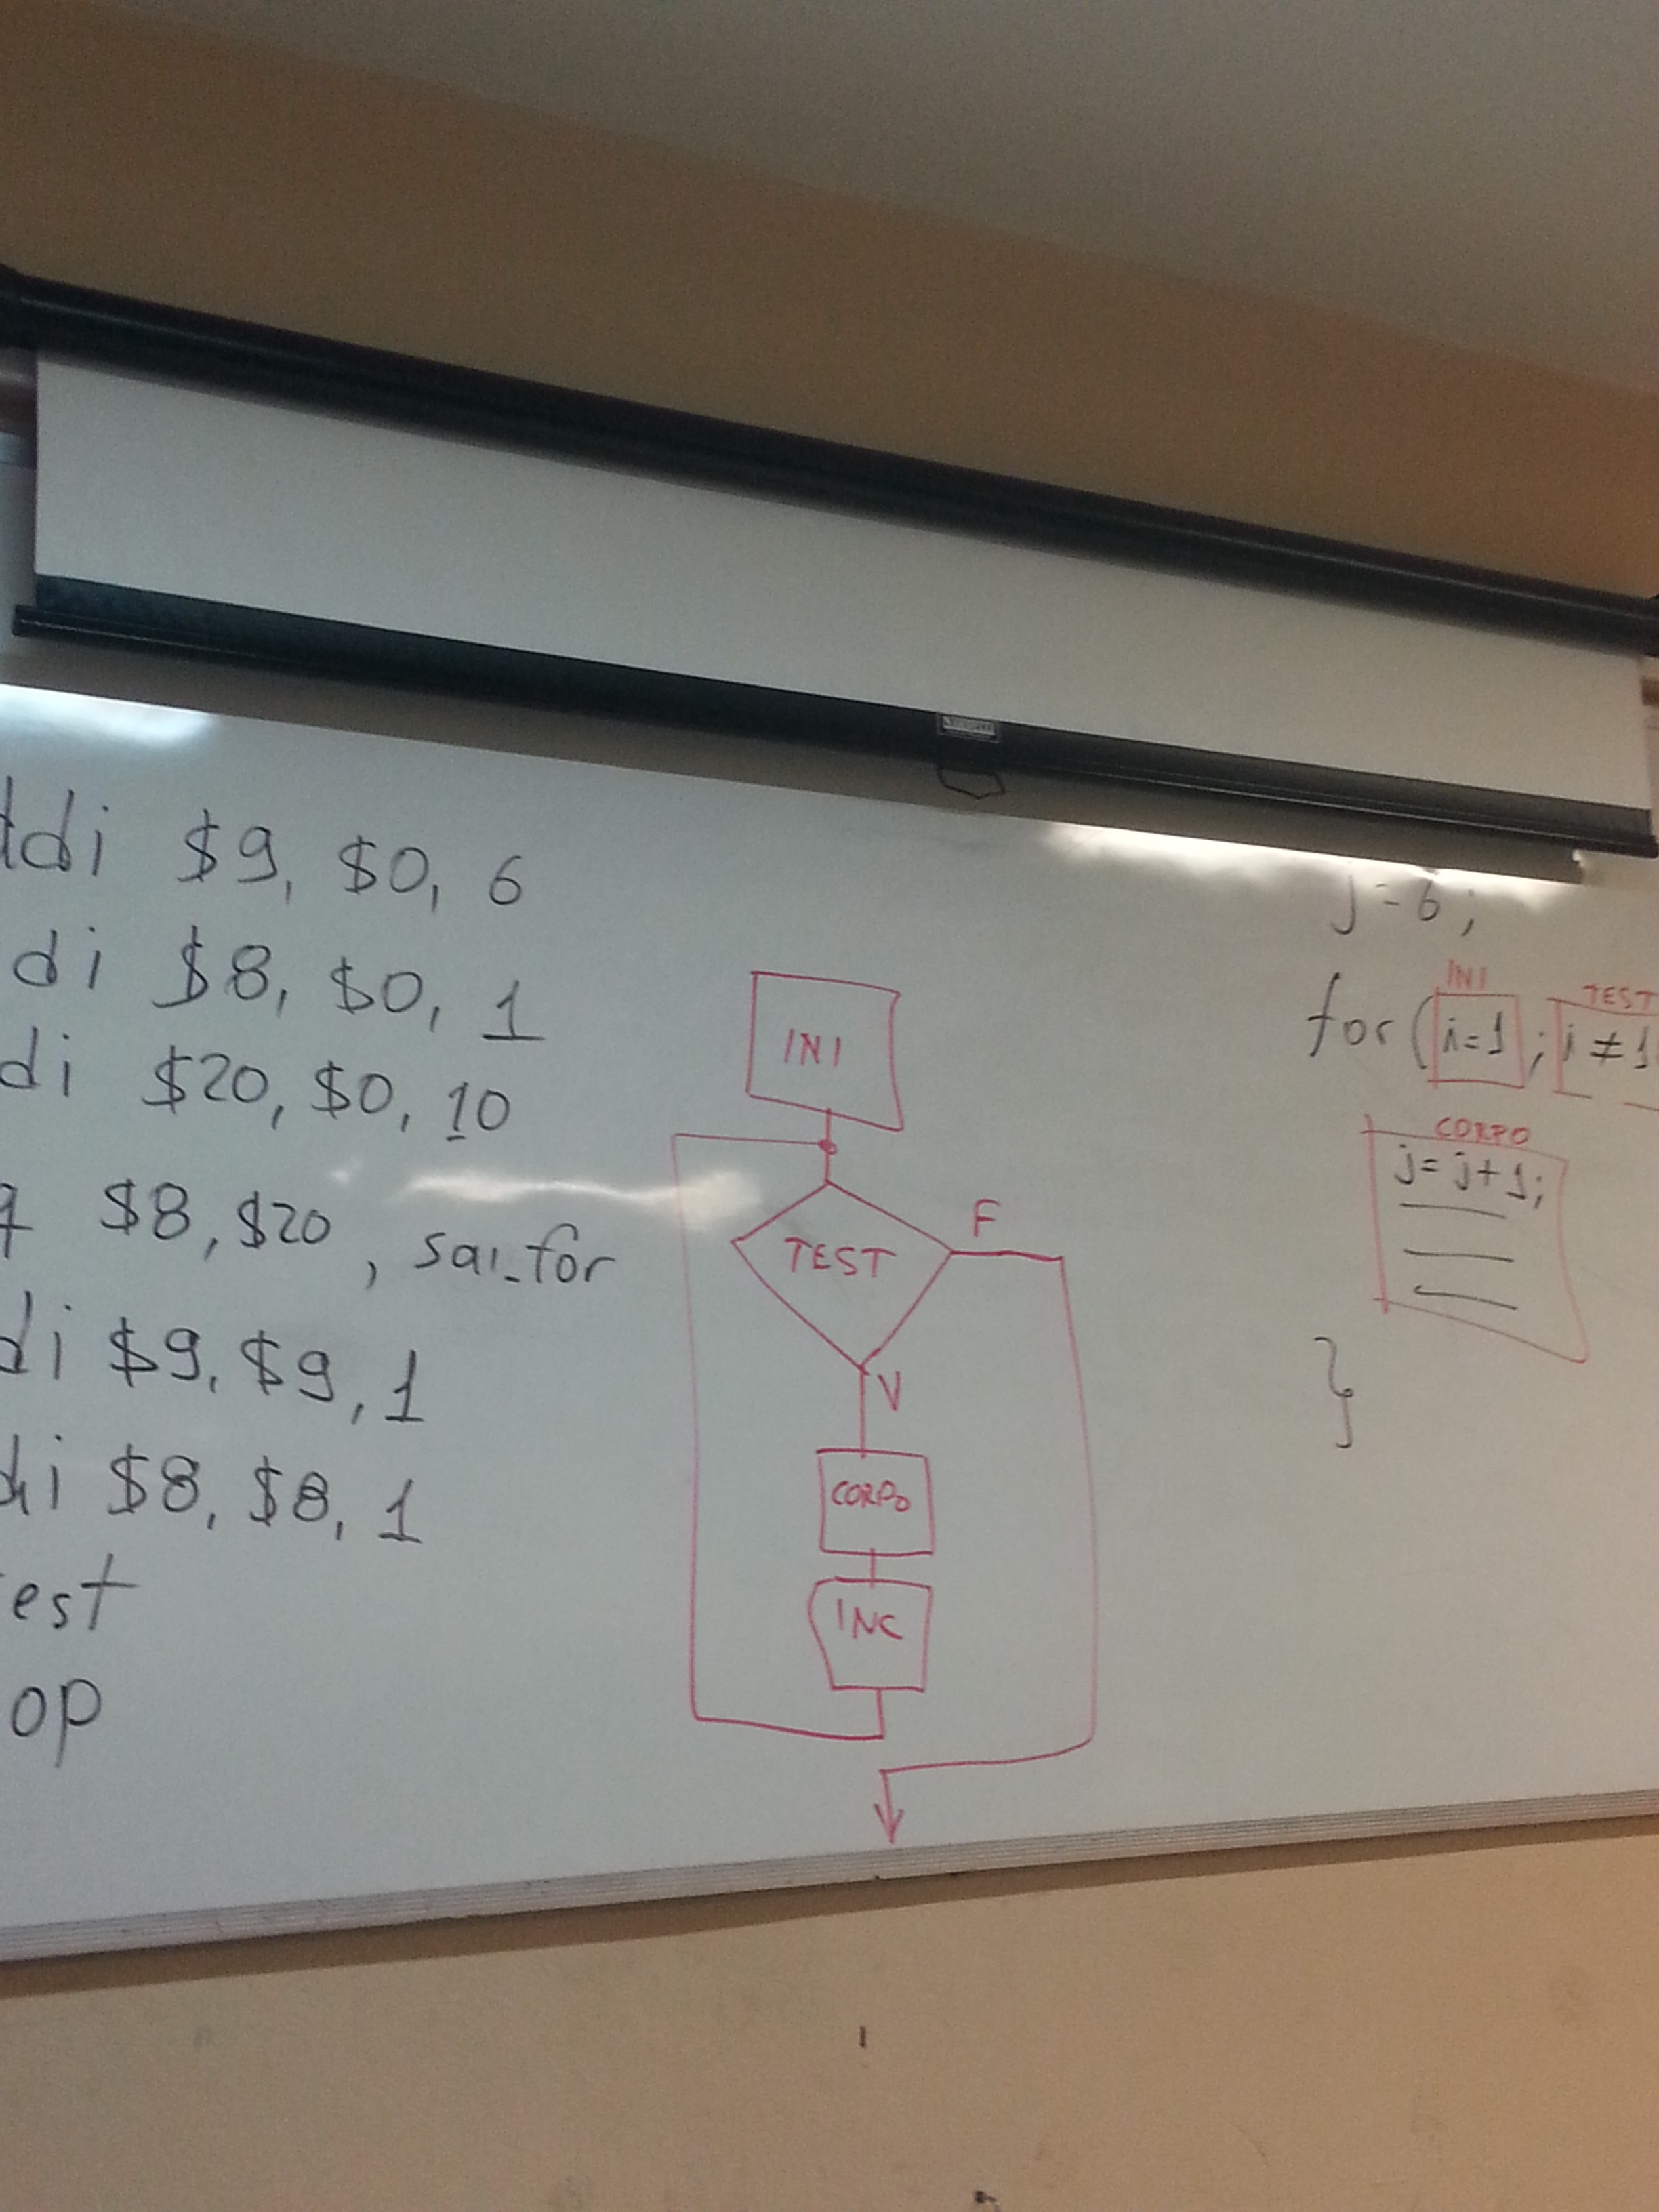 ddi $9, $0, 6
di $8, $0, 1
di $20, $0, 10
$8, $20, sai_for
di $9, $9, 1
di $8, $8, 1
est
op
INI
TEST
F
V
CORPO
INC
j=6;
INI TEST
for (i=1; i≠1
CORPO
j=j+1;
}